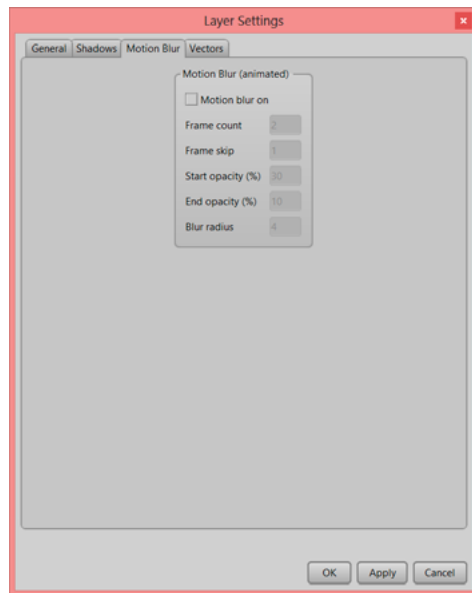 Layer Settings
General Shadows Motion Blur Vectors
Motion Blur (animated)
Motion blur on
Frame count 2
Frame skip 1
Start opacity (%) 30
End opacity (%) 10
Blur radius 4
OK Apply Cancel